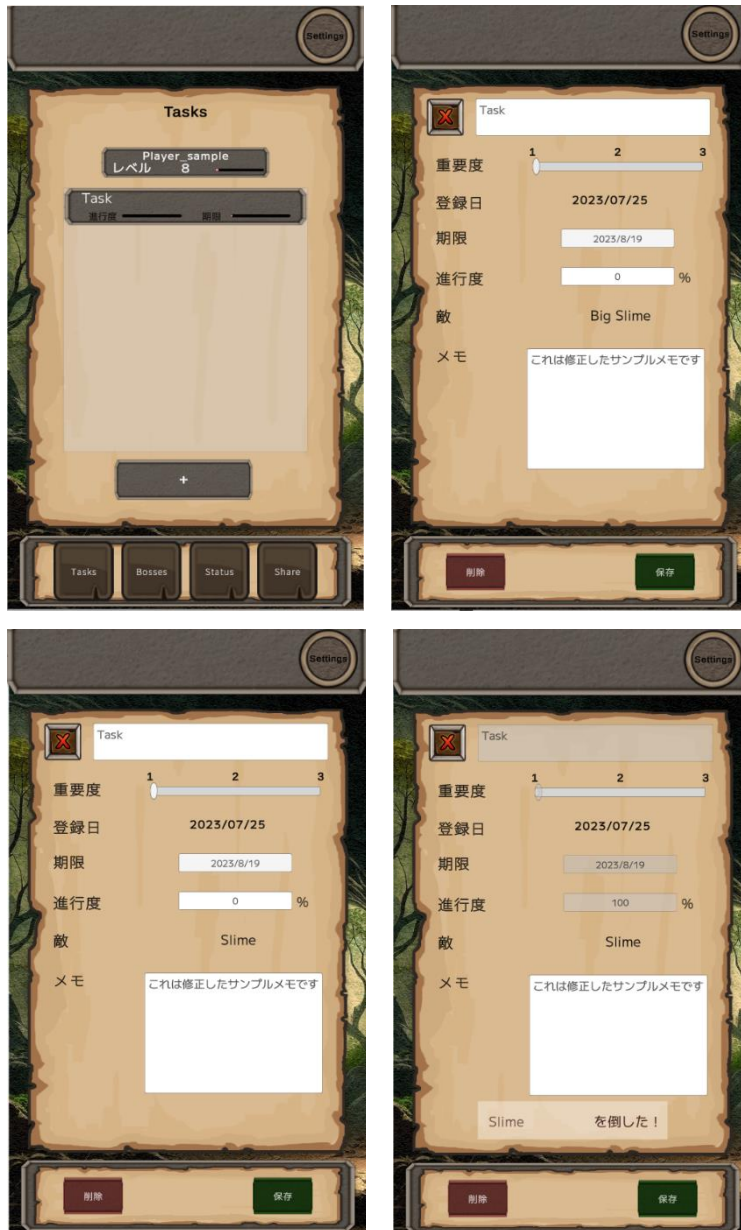 Settings
Tasks
Player_sample
レベル 8
Task
進行度 期限
+
Tasks Bosses Status Share
Settings
X Task
1 2 3
重要度
登録日 2023/07/25
期限 2023/8/19
進行度 0 %
敵 Big Slime
メモ これは修正したサンプルメモです
削除 保存
Settings
X Task
1 2 3
重要度
登録日 2023/07/25
期限 2023/8/19
進行度 0 %
敵 Slime
メモ これは修正したサンプルメモです
削除 保存
Settings
X Task
1 2 3
重要度
登録日 2023/07/25
期限 2023/8/19
進行度 100 %
敵 Slime
メモ これは修正したサンプルメモです
Slime を倒した！
削除 保存